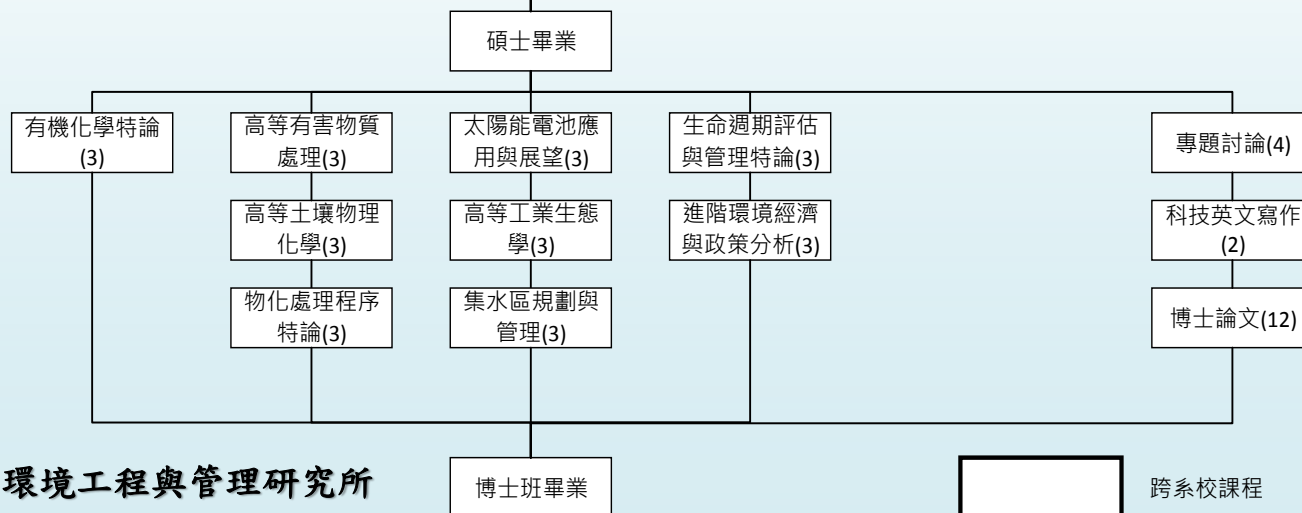 碩士畢業
有機化學特論
(3)
高等有害物質
處理(3)
太陽能電池應
用與展望(3)
生命週期評估
與管理特論(3)
專題討論(4)
高等土壤物理
化學(3)
高等工業生態
學(3)
進階環境經濟
與政策分析(3)
科技英文寫作
(2)
物化處理程序
特論(3)
集水區規劃與
管理(3)
博士論文(12)
環境工程與管理研究所
博士班畢業
跨系校課程